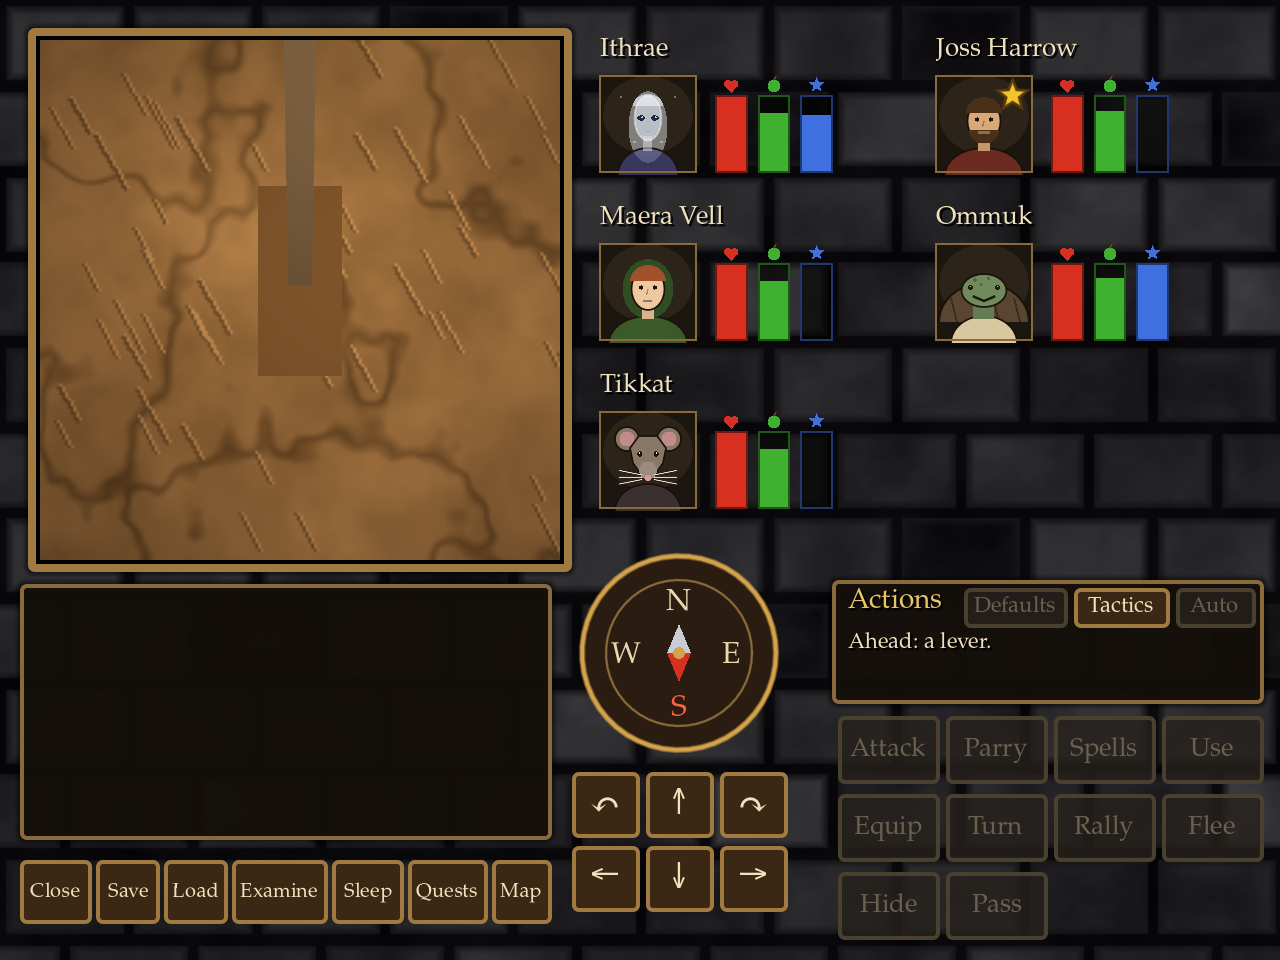 Ithrae
Joss Harrow
Maera Vell
Ommuk
Tikkat
N
W E
S
Actions Defaults Tactics Auto
Ahead: a lever.
Attack Parry Spells Use
Equip Turn Rally Flee
Hide Pass
Close Save Load Examine Sleep Quests Map